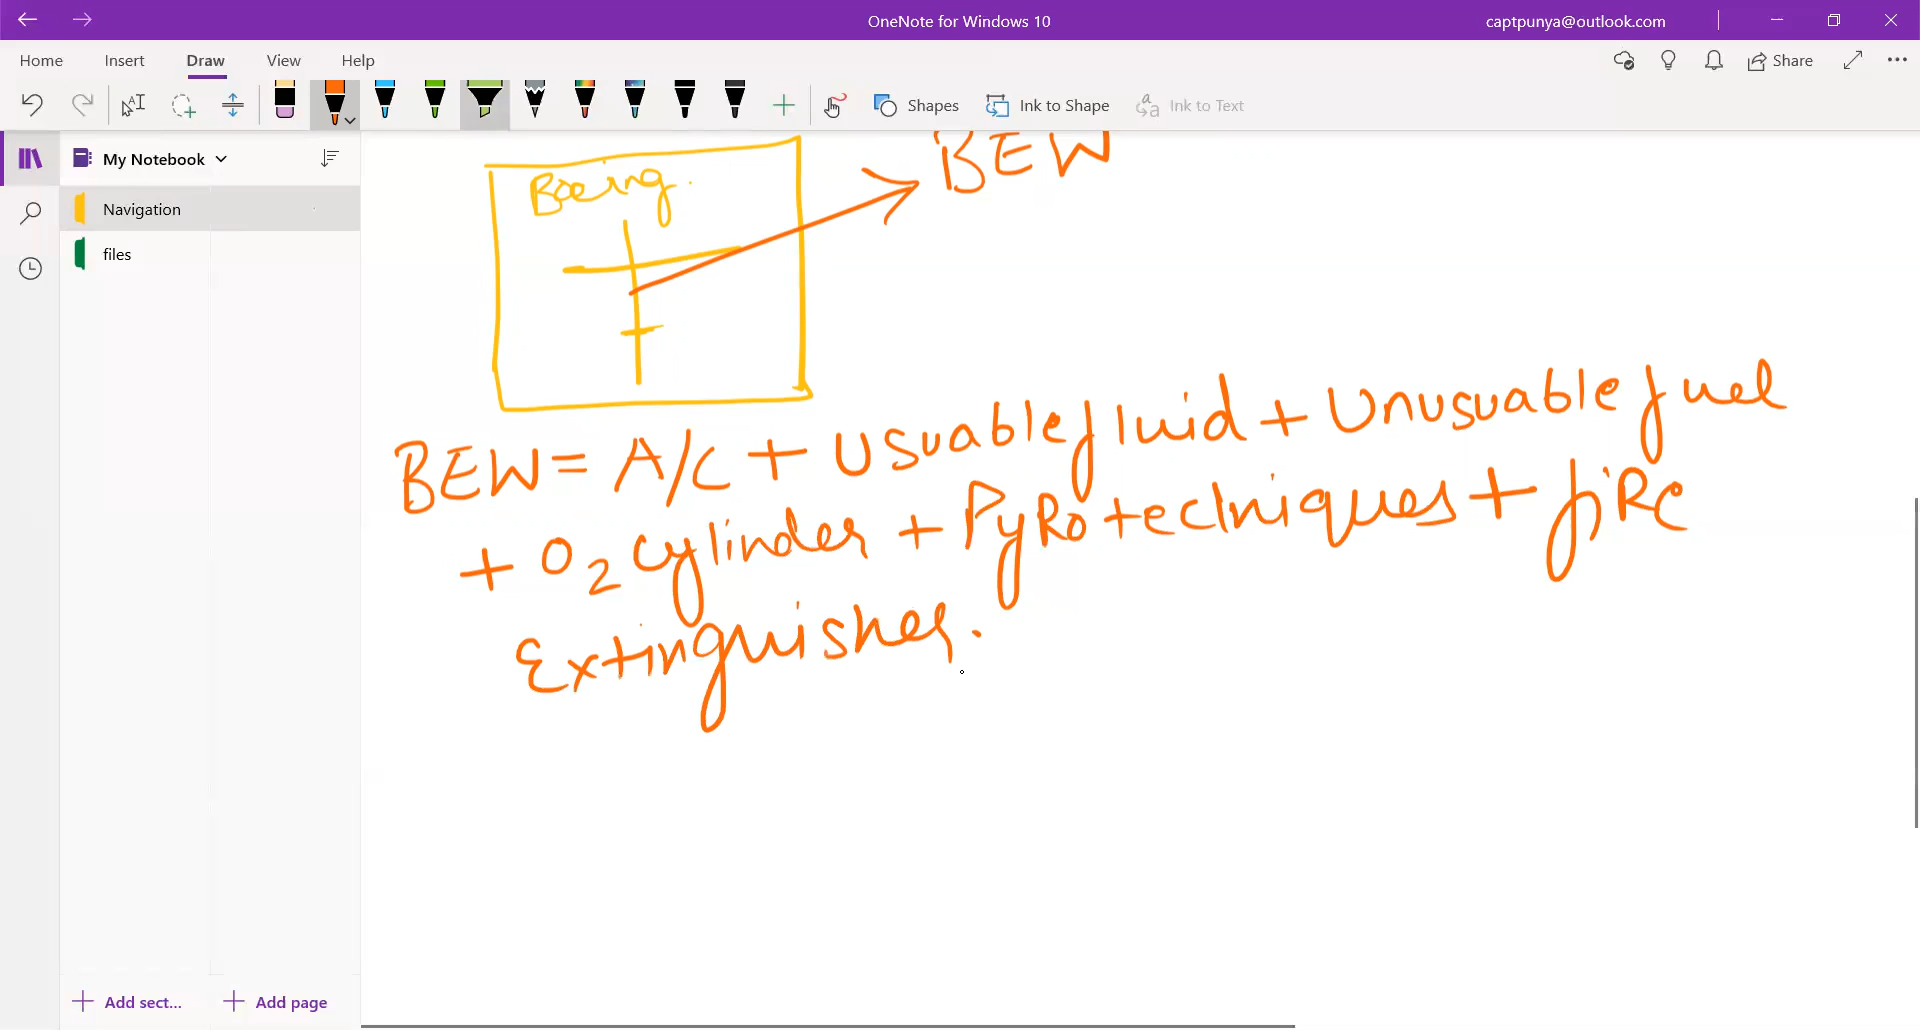 OneNote for Windows 10
captpunya@outlook.com
Home Insert Draw View Help
Share
Shapes Ink to Shape Ink to Text
My Notebook
Navigation
files
Add sect... Add page
BEW
Boeing.
BEW = A/C + Usuable fluid + Unusuable fuel
+ O2 cylinder + PyRotechniques + fiRe
Extinguisher.